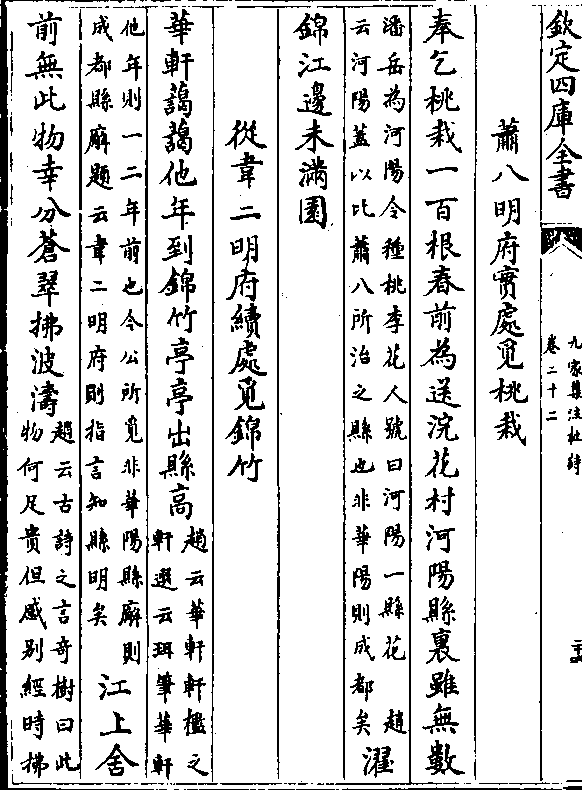 欽定四庫全書
九家集注杜詩
卷二十二
蕭八明府實處覓桃栽
奉乞桃栽一百根春前為送浣花村河陽縣裏雖無數
潘岳為河陽令種桃李花人號曰河陽一縣花 趙
云河陽蓋以比蕭八所治之縣也非華陽則成都矣
濯
錦江邊未滿園
從韋二明府續處覓錦竹
華軒藹藹他年到錦竹亭亭出縣高
趙云華軒軒檻之
軒選云珥筆華軒
他年則一二年前也今公所覓非華陽縣廨則
成都縣廨題云韋二明府則指言知縣明矣
江上舍
前無此物幸分蒼翠拂波濤
趙云古詩之言奇樹曰此
物何足貴但感别經時拂